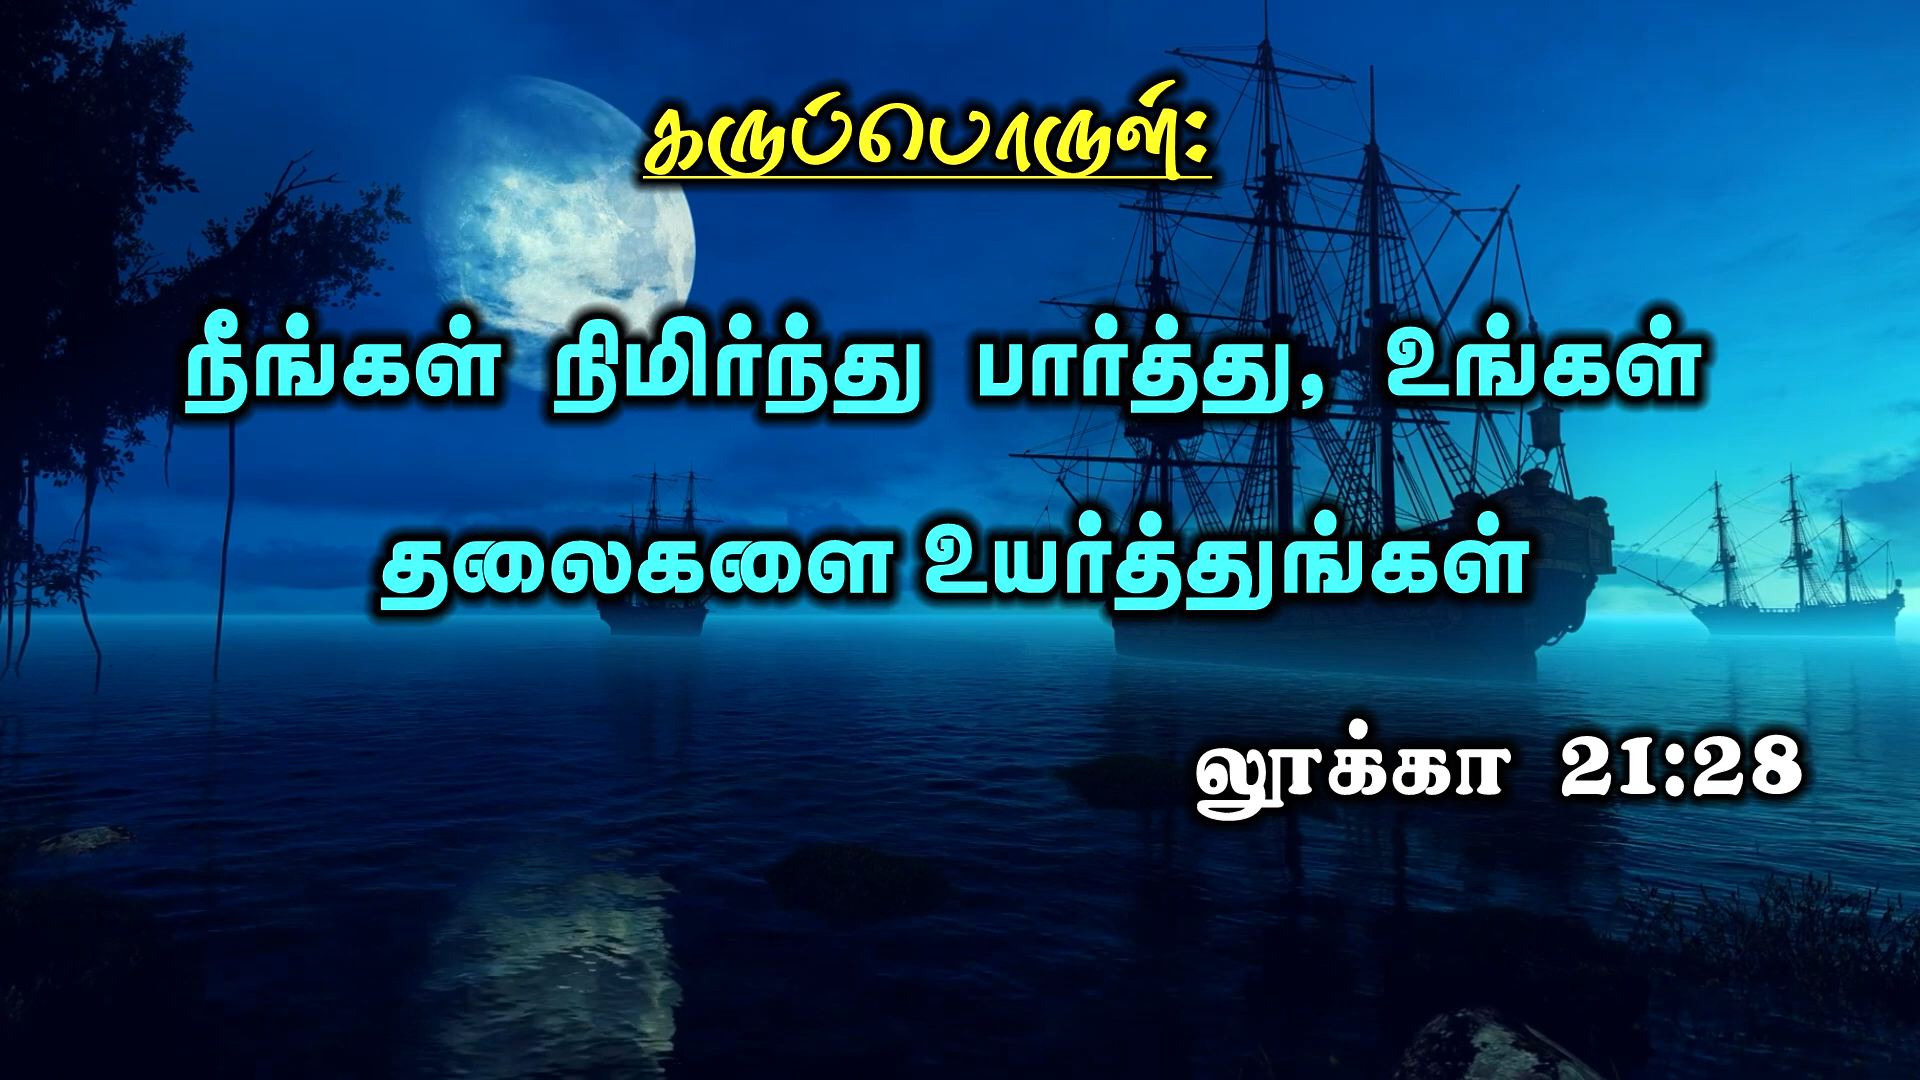 கருப்பொருள்:
நீங்கள் நிமிர்ந்து பார்த்து, உங்கள்
தலைகளை உயர்த்துங்கள்
லூக்கா 21:28